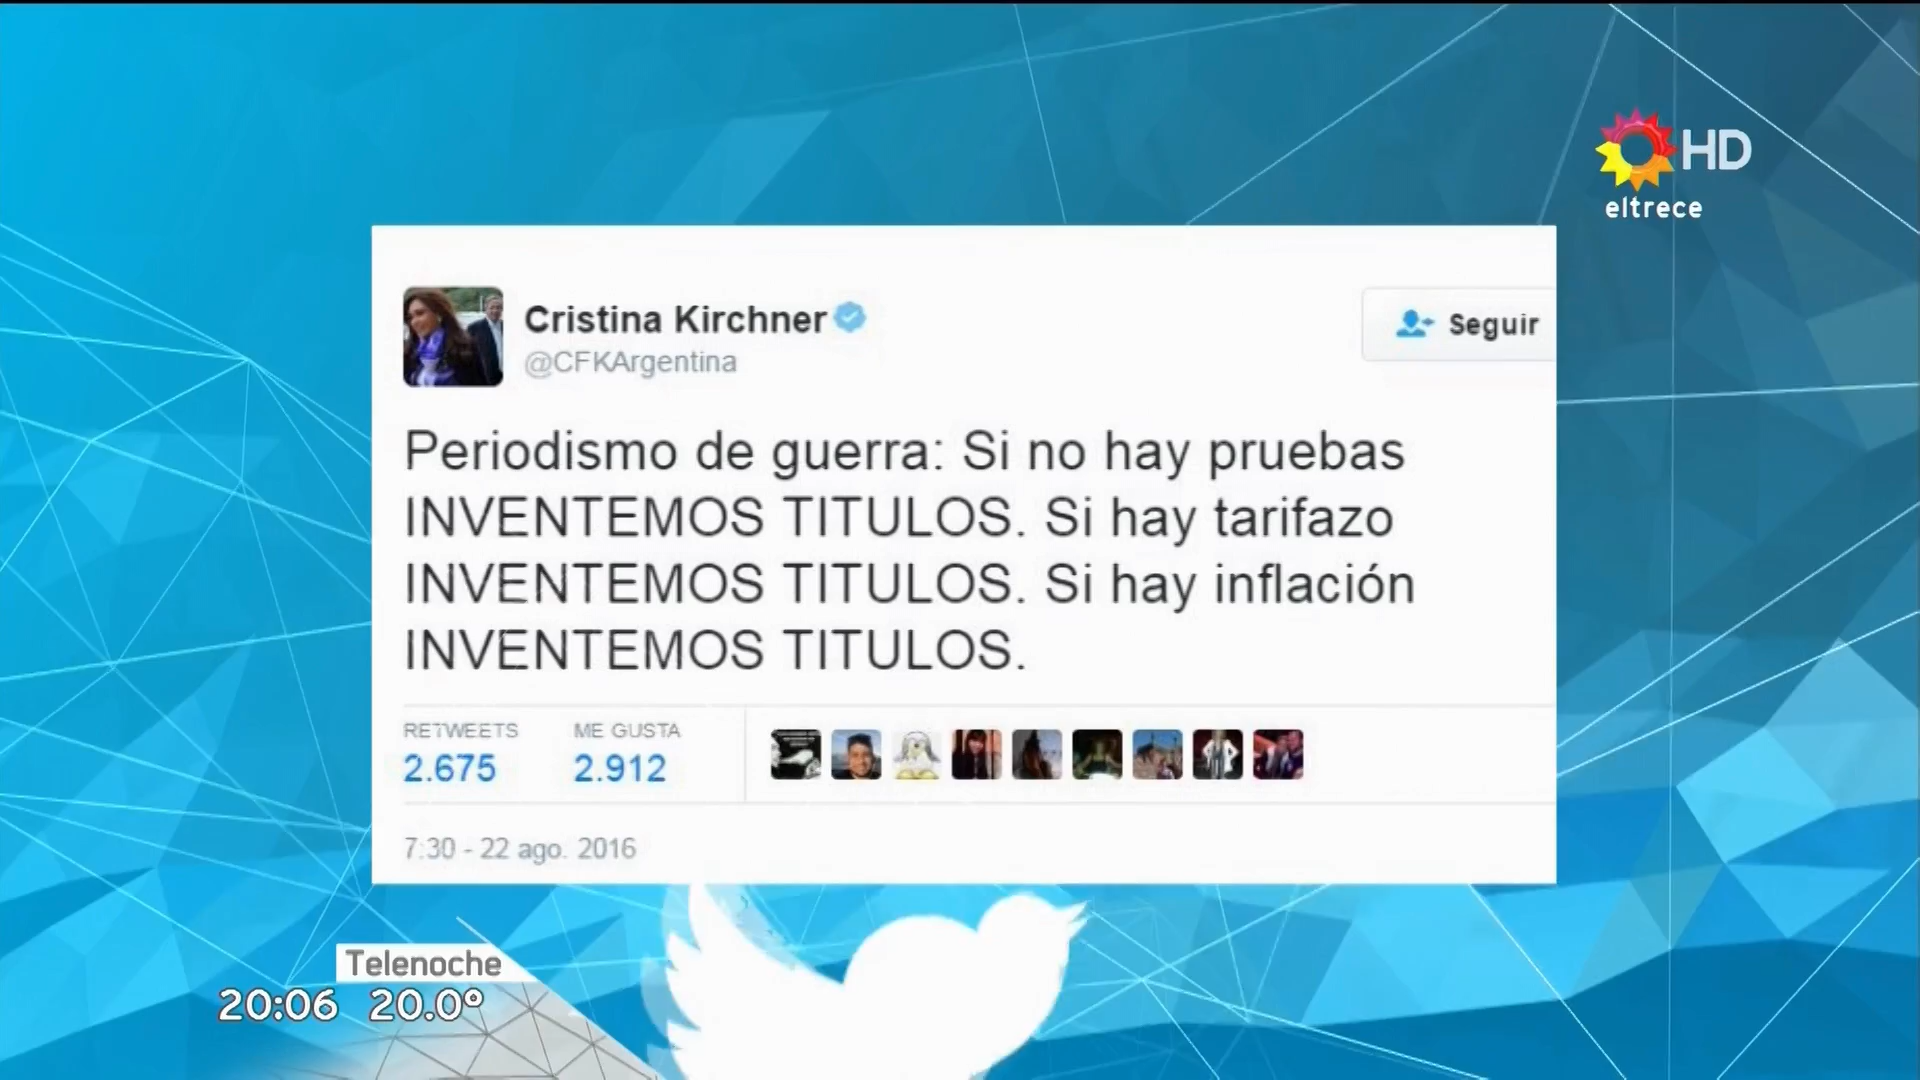 HD
eltrece
Cristina Kirchner
@CFKArgentina
Seguir
Periodismo de guerra: Si no hay pruebas
INVENTEMOS TITULOS. Si hay tarifazo
INVENTEMOS TITULOS. Si hay inflación
INVENTEMOS TITULOS.
RETWEETS ME GUSTA
2.675 2.912
7:30 - 22 ago. 2016
Telenoche
20:06 20.0°